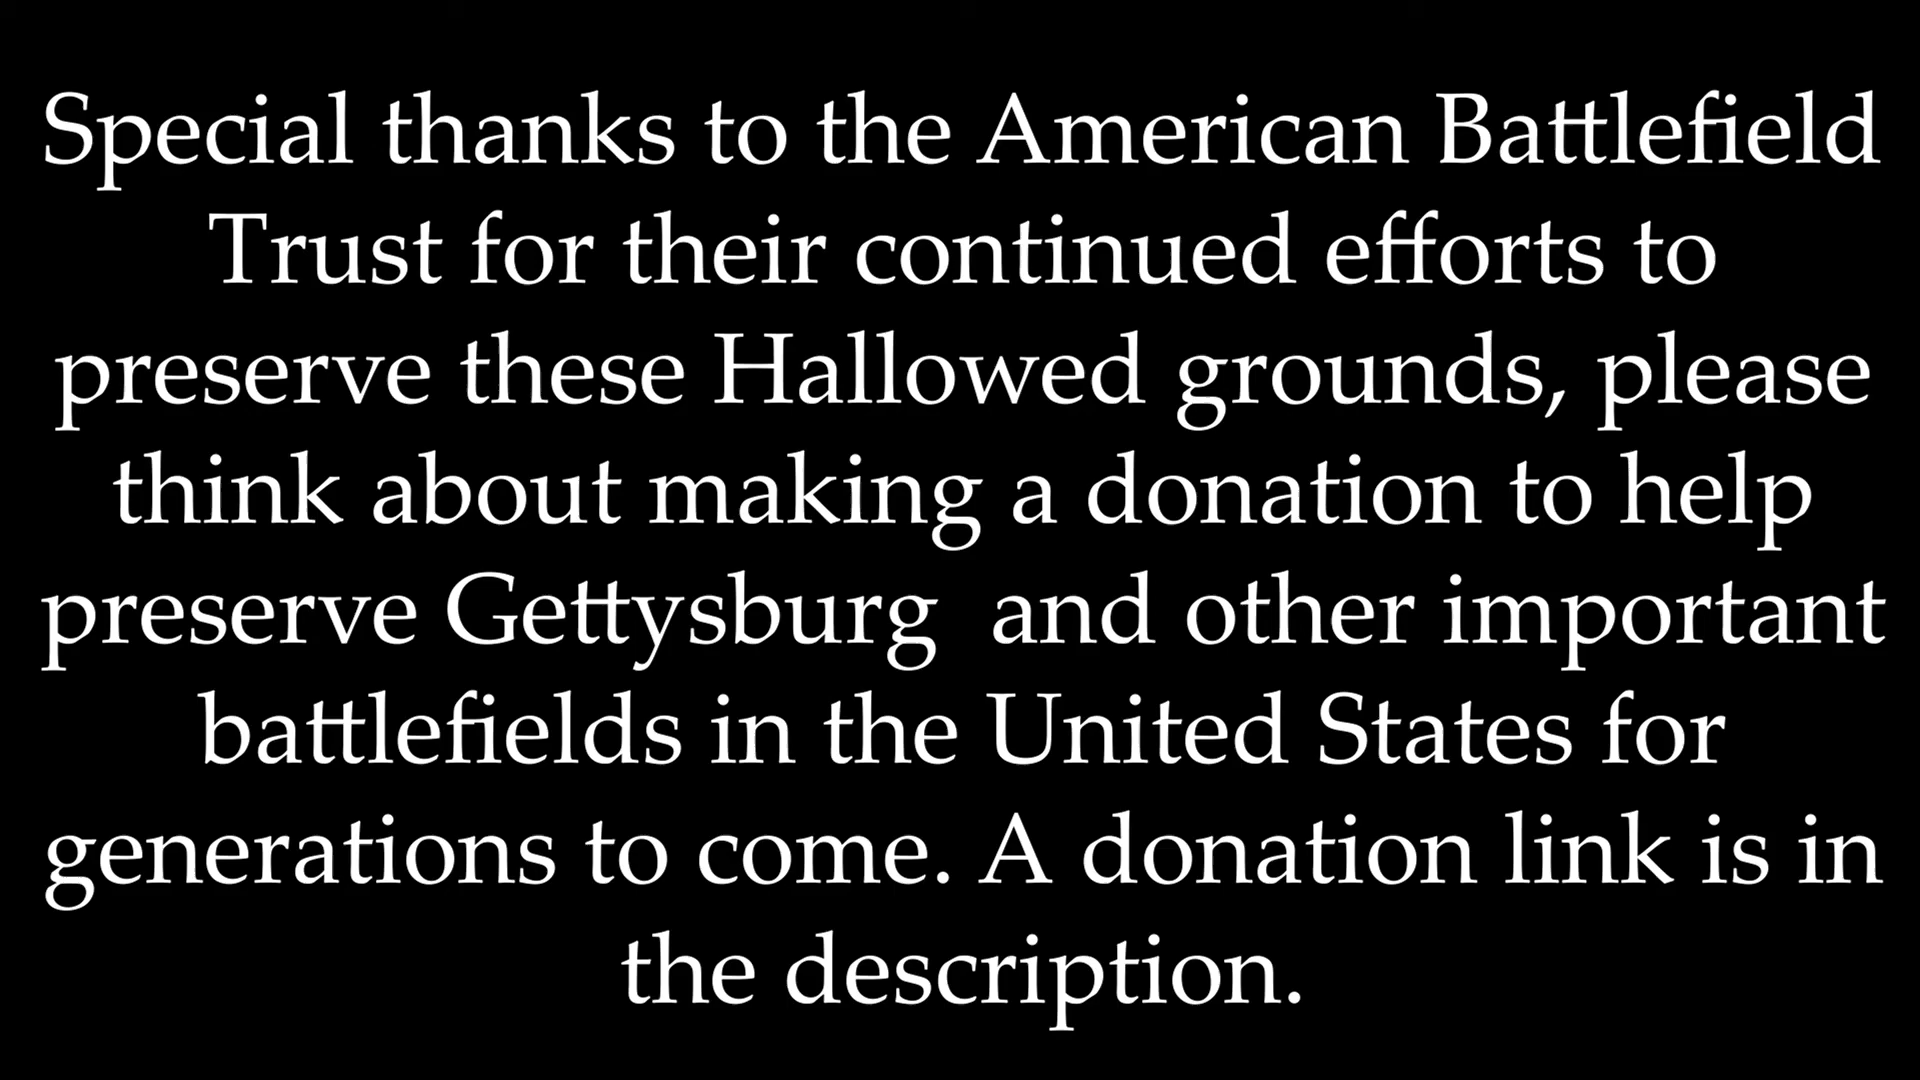 Special thanks to the American Battlefield
Trust for their continued efforts to
preserve these Hallowed grounds, please
think about making a donation to help
preserve Gettysburg  and other important
battlefields in the United States for
generations to come. A donation link is in
the description.